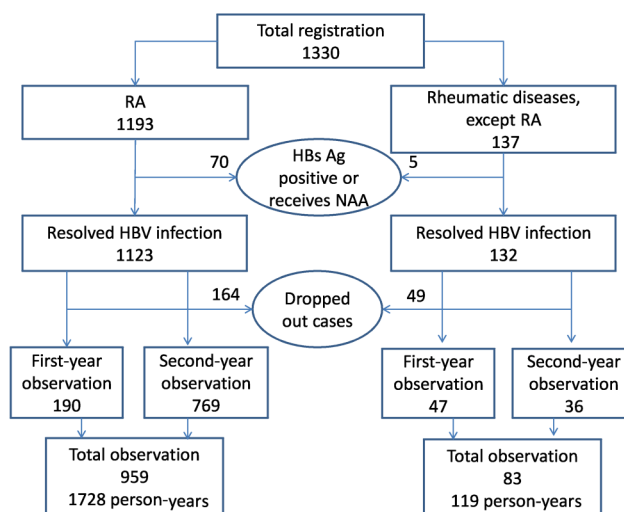 Total registration
1330
RA
1193
Rheumatic diseases,
except RA
137
70
HBs Ag
positive or
receives NAA
5
Resolved HBV infection
1123
Resolved HBV infection
132
164
Dropped
out cases
49
First-year
observation
190
Second-year
observation
769
First-year
observation
47
Second-year
observation
36
Total observation
959
1728 person-years
Total observation
83
119 person-years